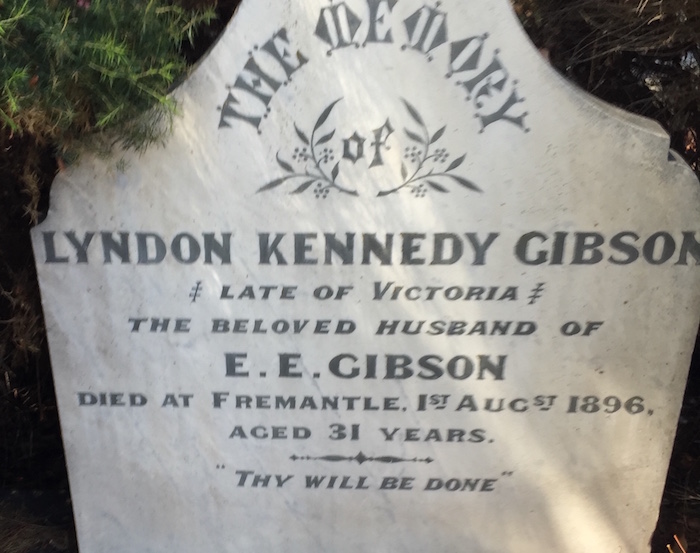 THE MEMORY
of
LYNDON KENNEDY GIBSON
‡ LATE OF VICTORIA ‡
THE BELOVED HUSBAND OF
E.E.GIBSON
DIED AT FREMANTLE. 1ST AUGST 1896,
AGED 31 YEARS.
"THY WILL BE DONE"